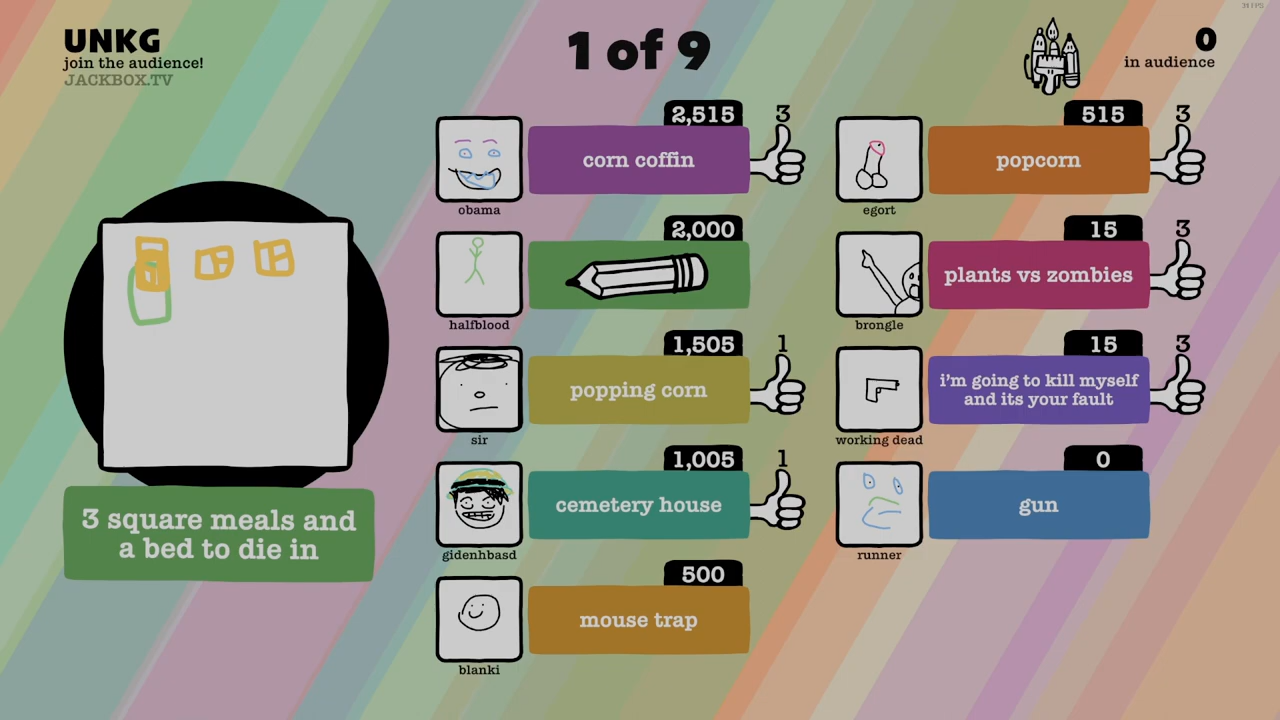 39 FPS
UNKG
join the audience!
JACKBOX.TV
1 of 9
0
in audience
3 square meals and
a bed to die in
2,515
3
corn coffin
obama
2,000
halfblood
1,505
1
popping corn
sir
1,005
1
cemetery house
gidenhbasd
500
mouse trap
blanki
515
3
popcorn
egort
15
3
plants vs zombies
brongle
15
3
i'm going to kill myself
and its your fault
working dead
0
gun
runner